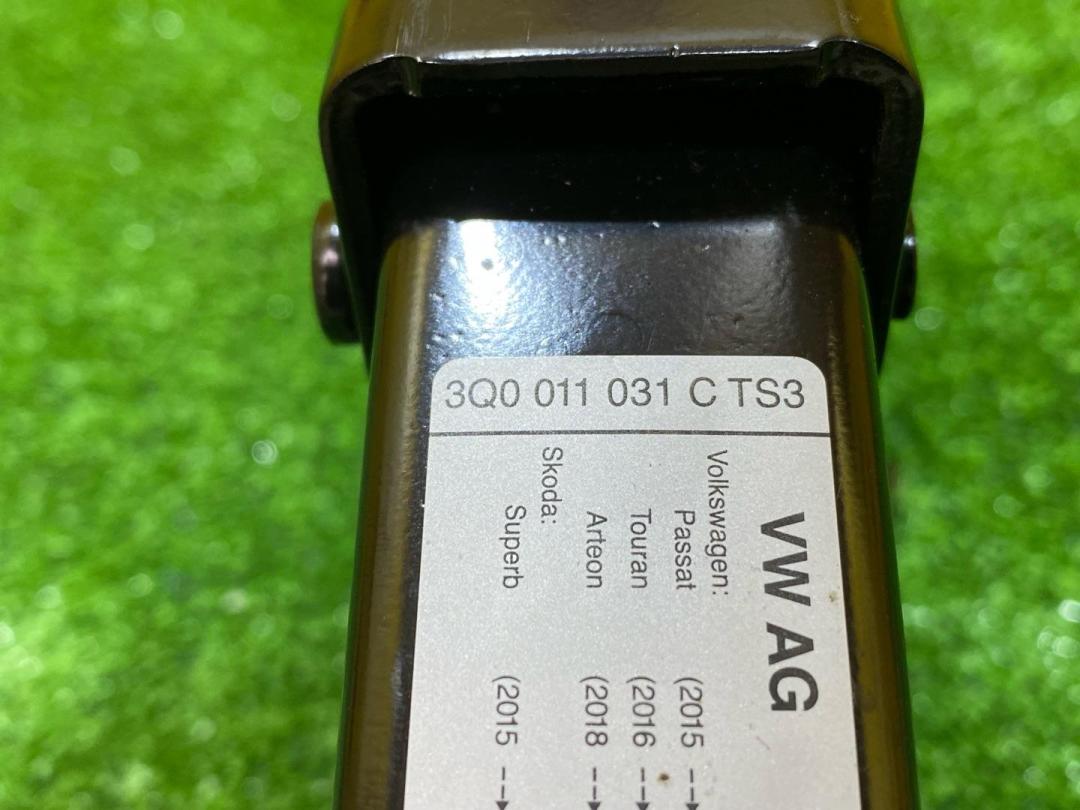 3Q0 011 031 C TS3
VW AG
Volkswagen:
Passat (2015 -->
Touran (2016 -->
Arteon (2018 -->
Skoda:
Superb (2015 -->